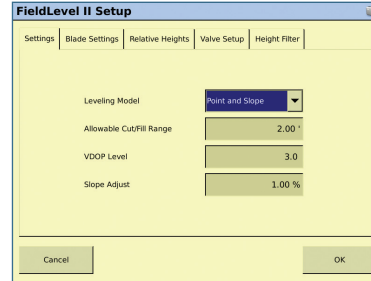 FieldLevel II Setup
Settings Blade Settings Relative Heights Valve Setup Height Filter
Leveling Model Point and Slope
Allowable Cut/Fill Range 2.00 '
VDOP Level 3.0
Slope Adjust 1.00 %
Cancel OK